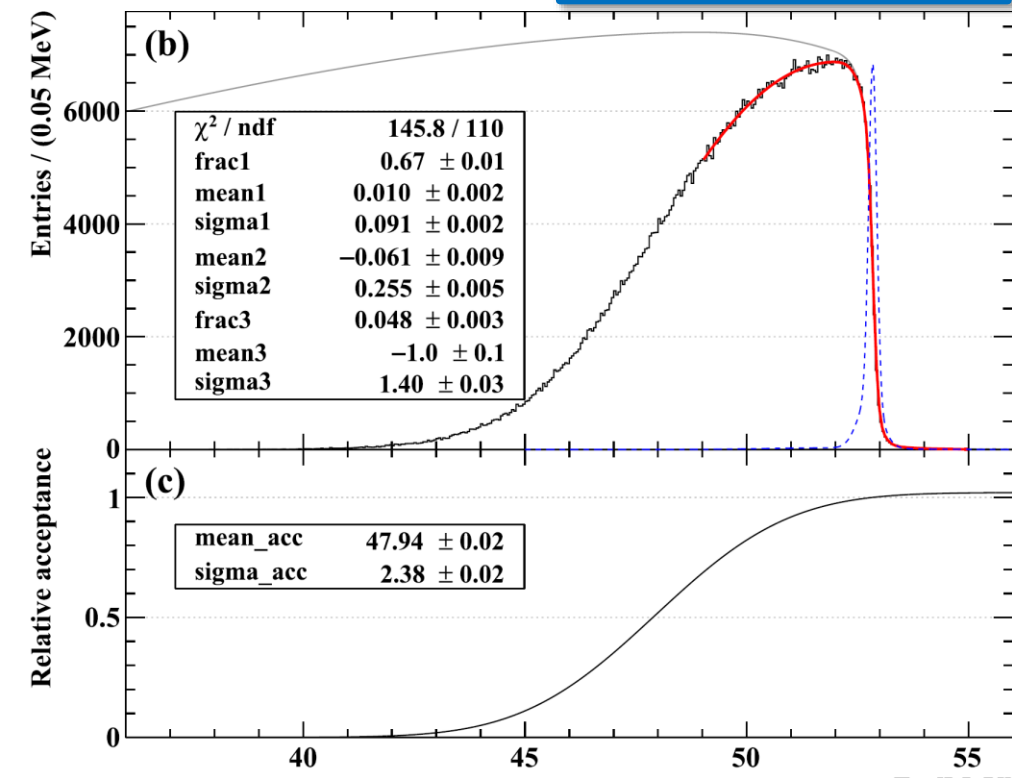 (b)
Entries / (0.05 MeV)
6000
4000
2000
0
χ² / ndf 145.8 / 110
frac1 0.67 ± 0.01
mean1 0.010 ± 0.002
sigma1 0.091 ± 0.002
mean2 −0.061 ± 0.009
sigma2 0.255 ± 0.005
frac3 0.048 ± 0.003
mean3 −1.0 ± 0.1
sigma3 1.40 ± 0.03
(c)
Relative acceptance
1
0.5
0
mean_acc 47.94 ± 0.02
sigma_acc 2.38 ± 0.02
40 45 50 55